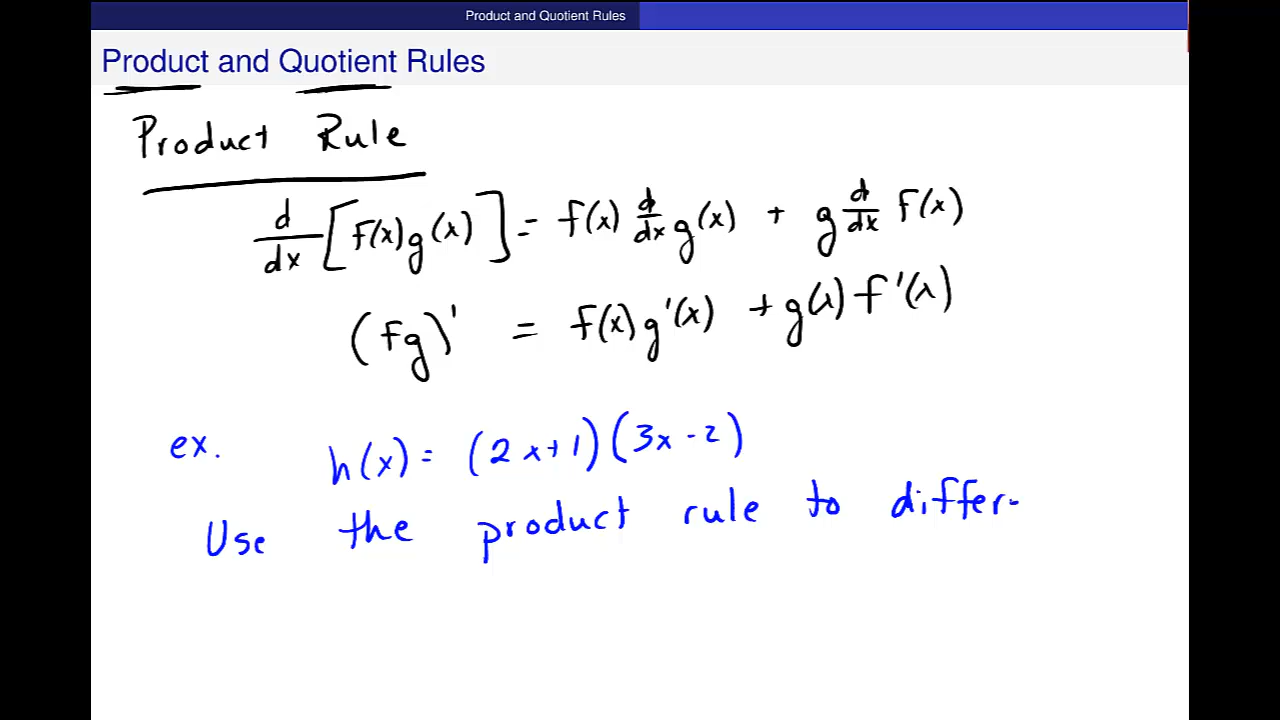 Product and Quotient Rules
Product and Quotient Rules
Product Rule
d/dx [f(x)g(x)] = f(x) d/dx g(x) + g d/dx f(x)
(fg)' = f(x)g'(x) + g(x)f'(x)
ex. h(x) = (2x+1)(3x-2)
Use the product rule to differ-